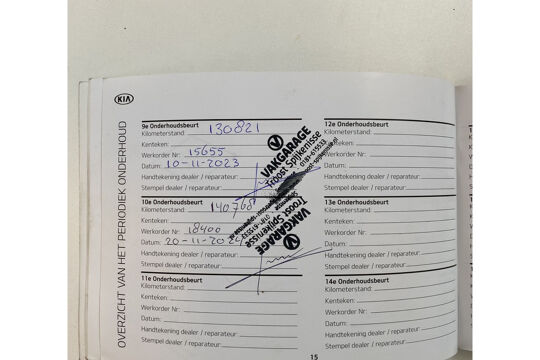 KIA
OVERZICHT VAN HET PERIODIEK ONDERHOUD
9e Onderhoudsbeurt
Kilometerstand: 130821
Kenteken:
Werkorder Nr: 15655
Datum: 10-11-2023
Handtekening dealer / reparateur:
Stempel dealer / reparateur:
VAKGARAGE
Troost Spijkenisse
0181-615533
10e Onderhoudsbeurt
Kilometerstand: 140768
Kenteken:
Werkorder Nr: 18400
Datum: 20-11-2024
Handtekening dealer / reparateur:
Stempel dealer / reparateur:
VAKGARAGE
Troost Spijkenisse
0181-615533
11e Onderhoudsbeurt
Kilometerstand:
Kenteken:
Werkorder Nr:
Datum:
Handtekening dealer / reparateur:
Stempel dealer / reparateur:
12e Onderhoudsbeurt
Kilometerstand:
Kenteken:
Werkorder Nr:
Datum:
Handtekening dealer / reparateur:
Stempel dealer / reparateur:
13e Onderhoudsbeurt
Kilometerstand:
Kenteken:
Werkorder Nr:
Datum:
Handtekening dealer / reparateur:
Stempel dealer / reparateur:
14e Onderhoudsbeurt
Kilometerstand:
Kenteken:
Werkorder Nr:
Datum:
Handtekening dealer / reparateur:
Stempel dealer / reparateur:
15